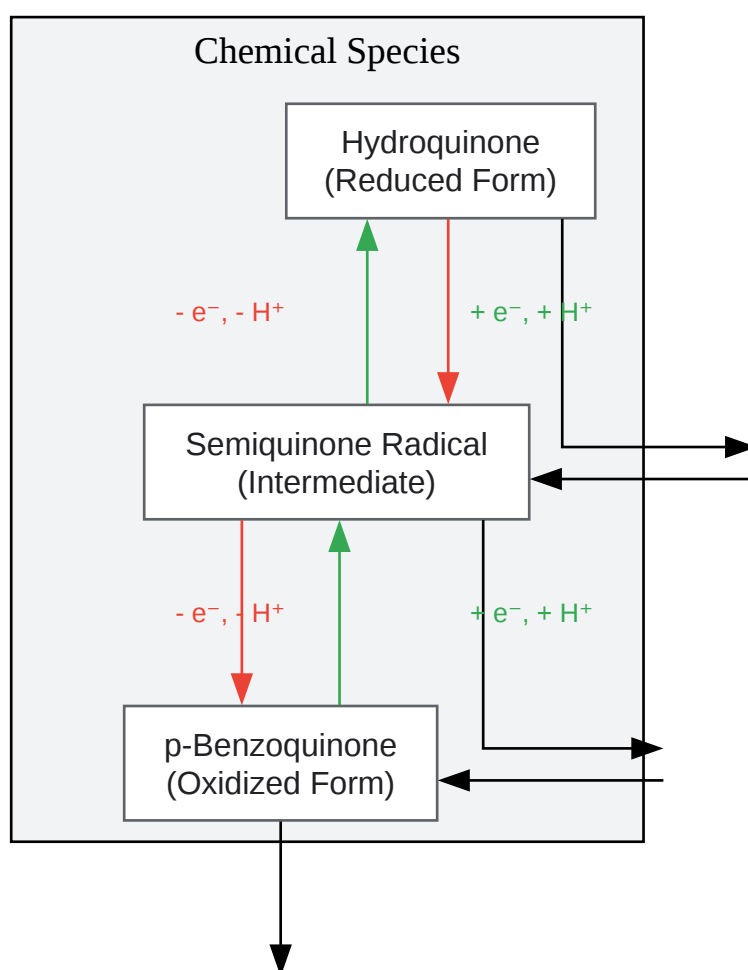 Chemical Species
Hydroquinone
(Reduced Form)
- e⁻, - H⁺
+ e⁻, + H⁺
Semiquinone Radical
(Intermediate)
- e⁻, - H⁺
+ e⁻, + H⁺
p-Benzoquinone
(Oxidized Form)